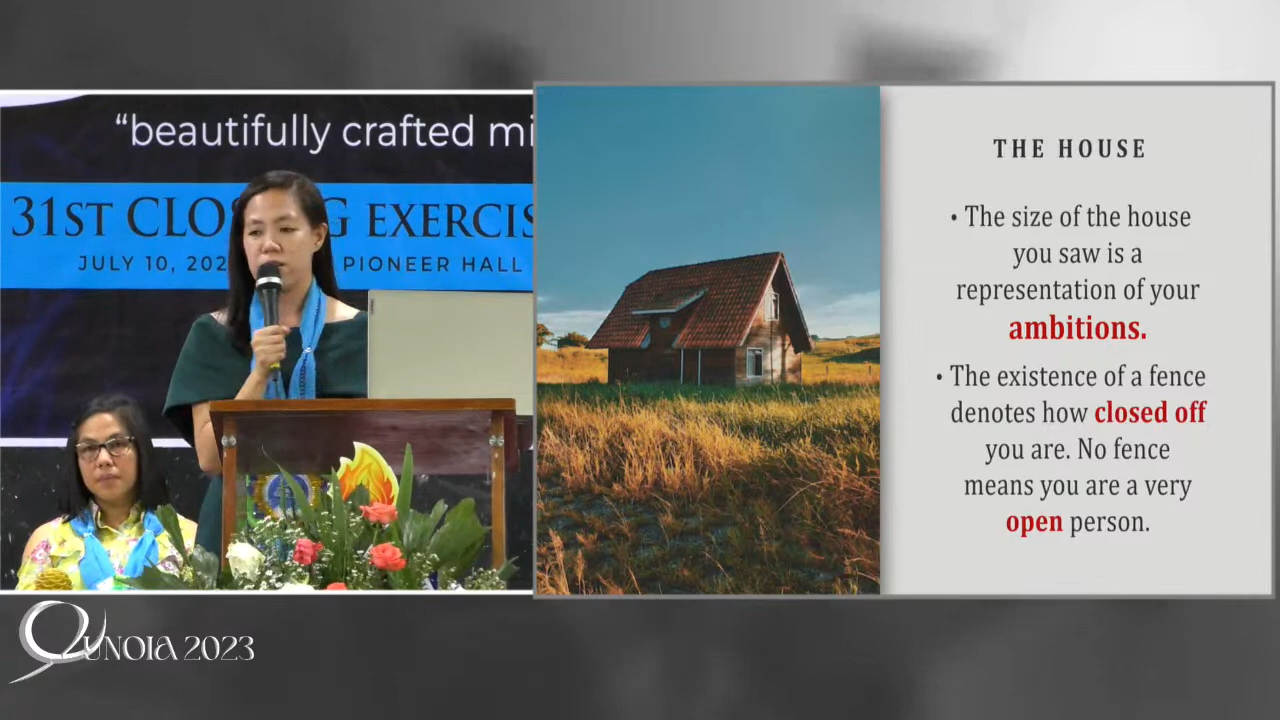 “beautifully crafted mi
31ST CLO G EXERCIS
JULY 10, 202 PIONEER HALL
THE HOUSE
• The size of the house
you saw is a
representation of your
ambitions.
• The existence of a fence
denotes how closed off
you are. No fence
means you are a very
open person.
UNOIA 2023